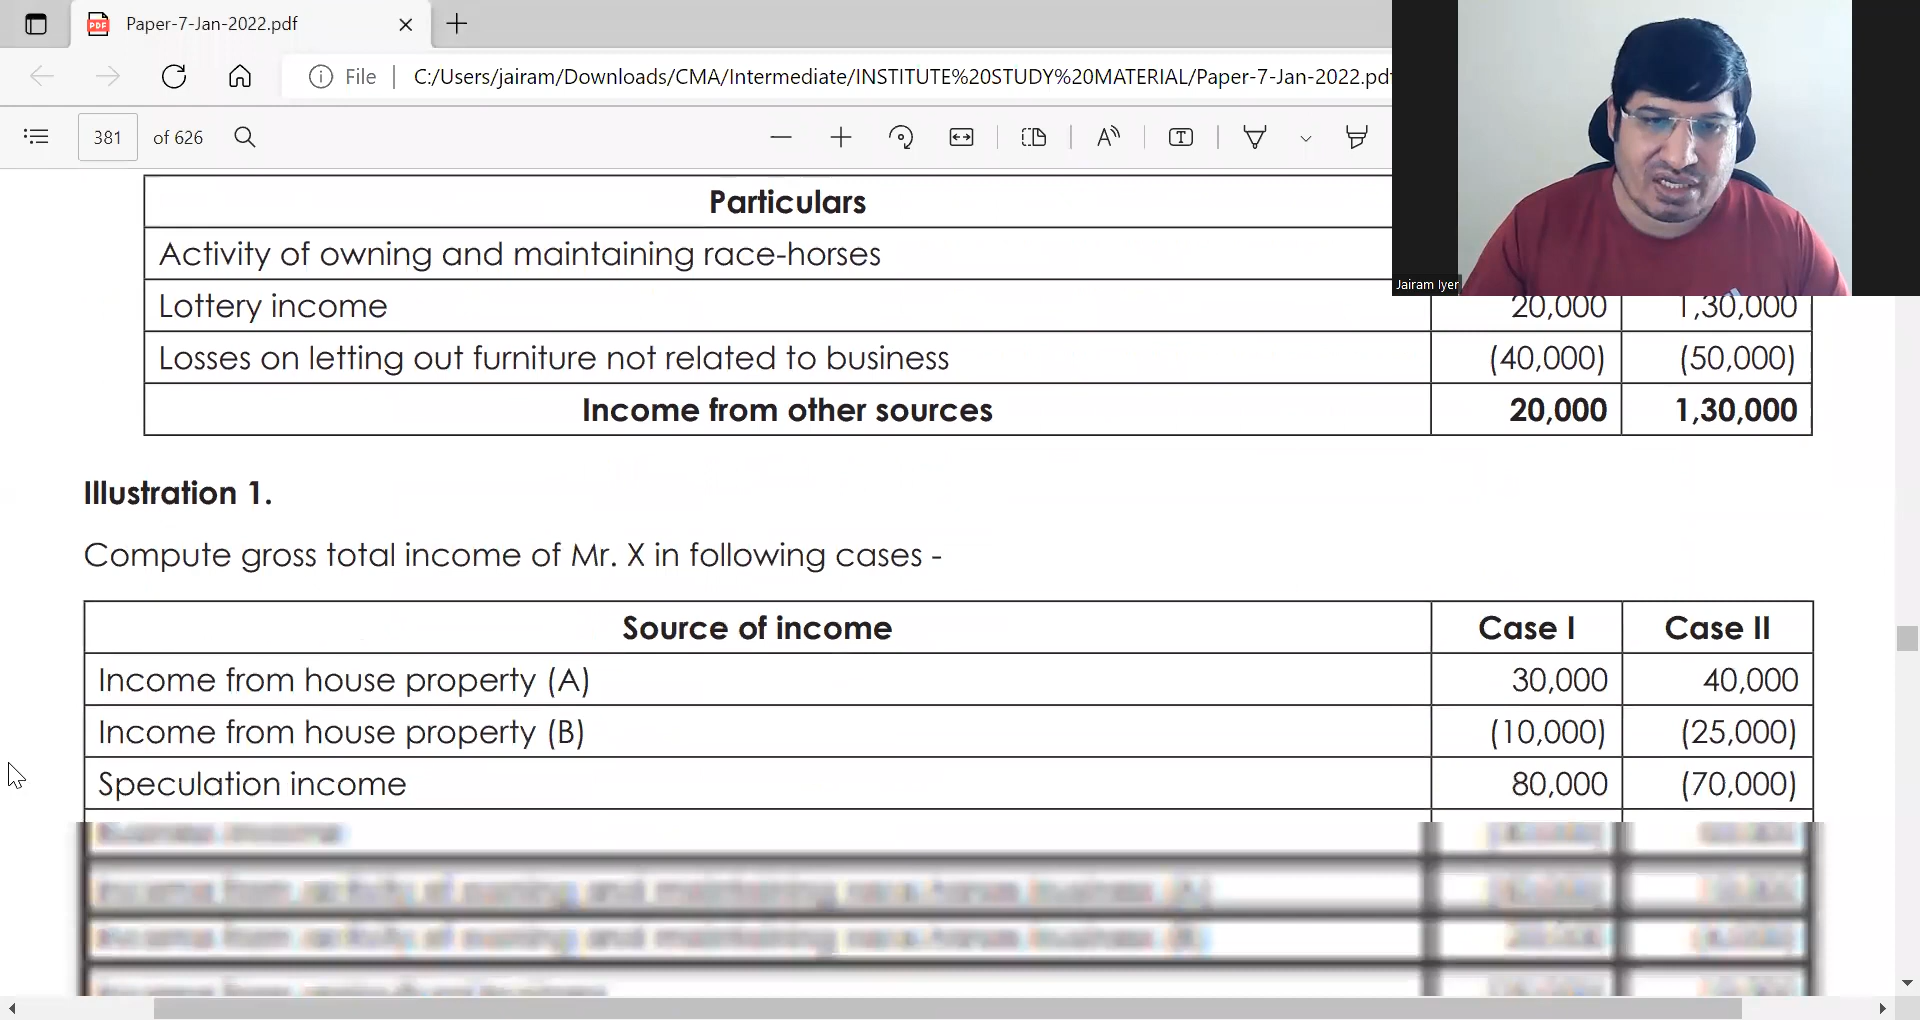 Paper-7-Jan-2022.pdf
File C:/Users/jairam/Downloads/CMA/Intermediate/INSTITUTE%20STUDY%20MATERIAL/Paper-7-Jan-2022.pdf
381 of 626
Particulars
Activity of owning and maintaining race-horses
Jairam Iyer
Lottery income 20,000 1,30,000
Losses on letting out furniture not related to business (40,000) (50,000)
Income from other sources 20,000 1,30,000
Illustration 1.
Compute gross total income of Mr. X in following cases -
Source of income Case I Case II
Income from house property (A) 30,000 40,000
Income from house property (B) (10,000) (25,000)
Speculation income 80,000 (70,000)